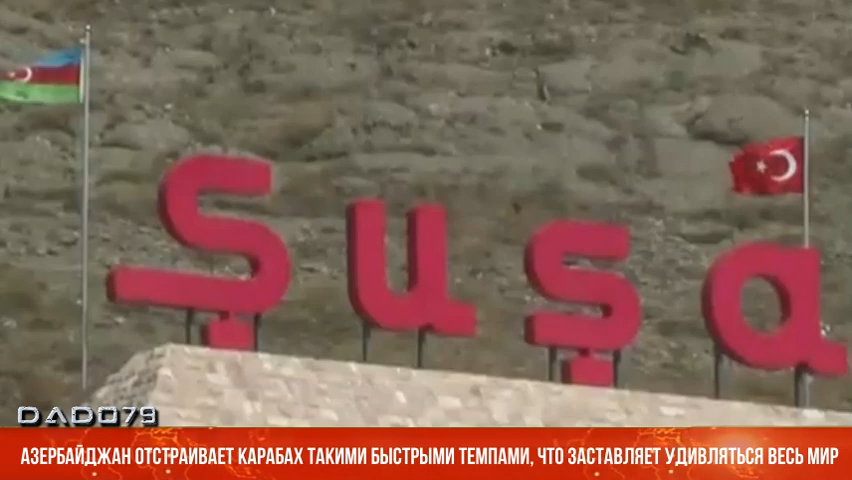 Şuşa
DADO79
АЗЕРБАЙДЖАН ОТСТРАИВАЕТ КАРАБАХ ТАКИМИ БЫСТРЫМИ ТЕМПАМИ, ЧТО ЗАСТАВЛЯЕТ УДИВЛЯТЬСЯ ВЕСЬ МИР